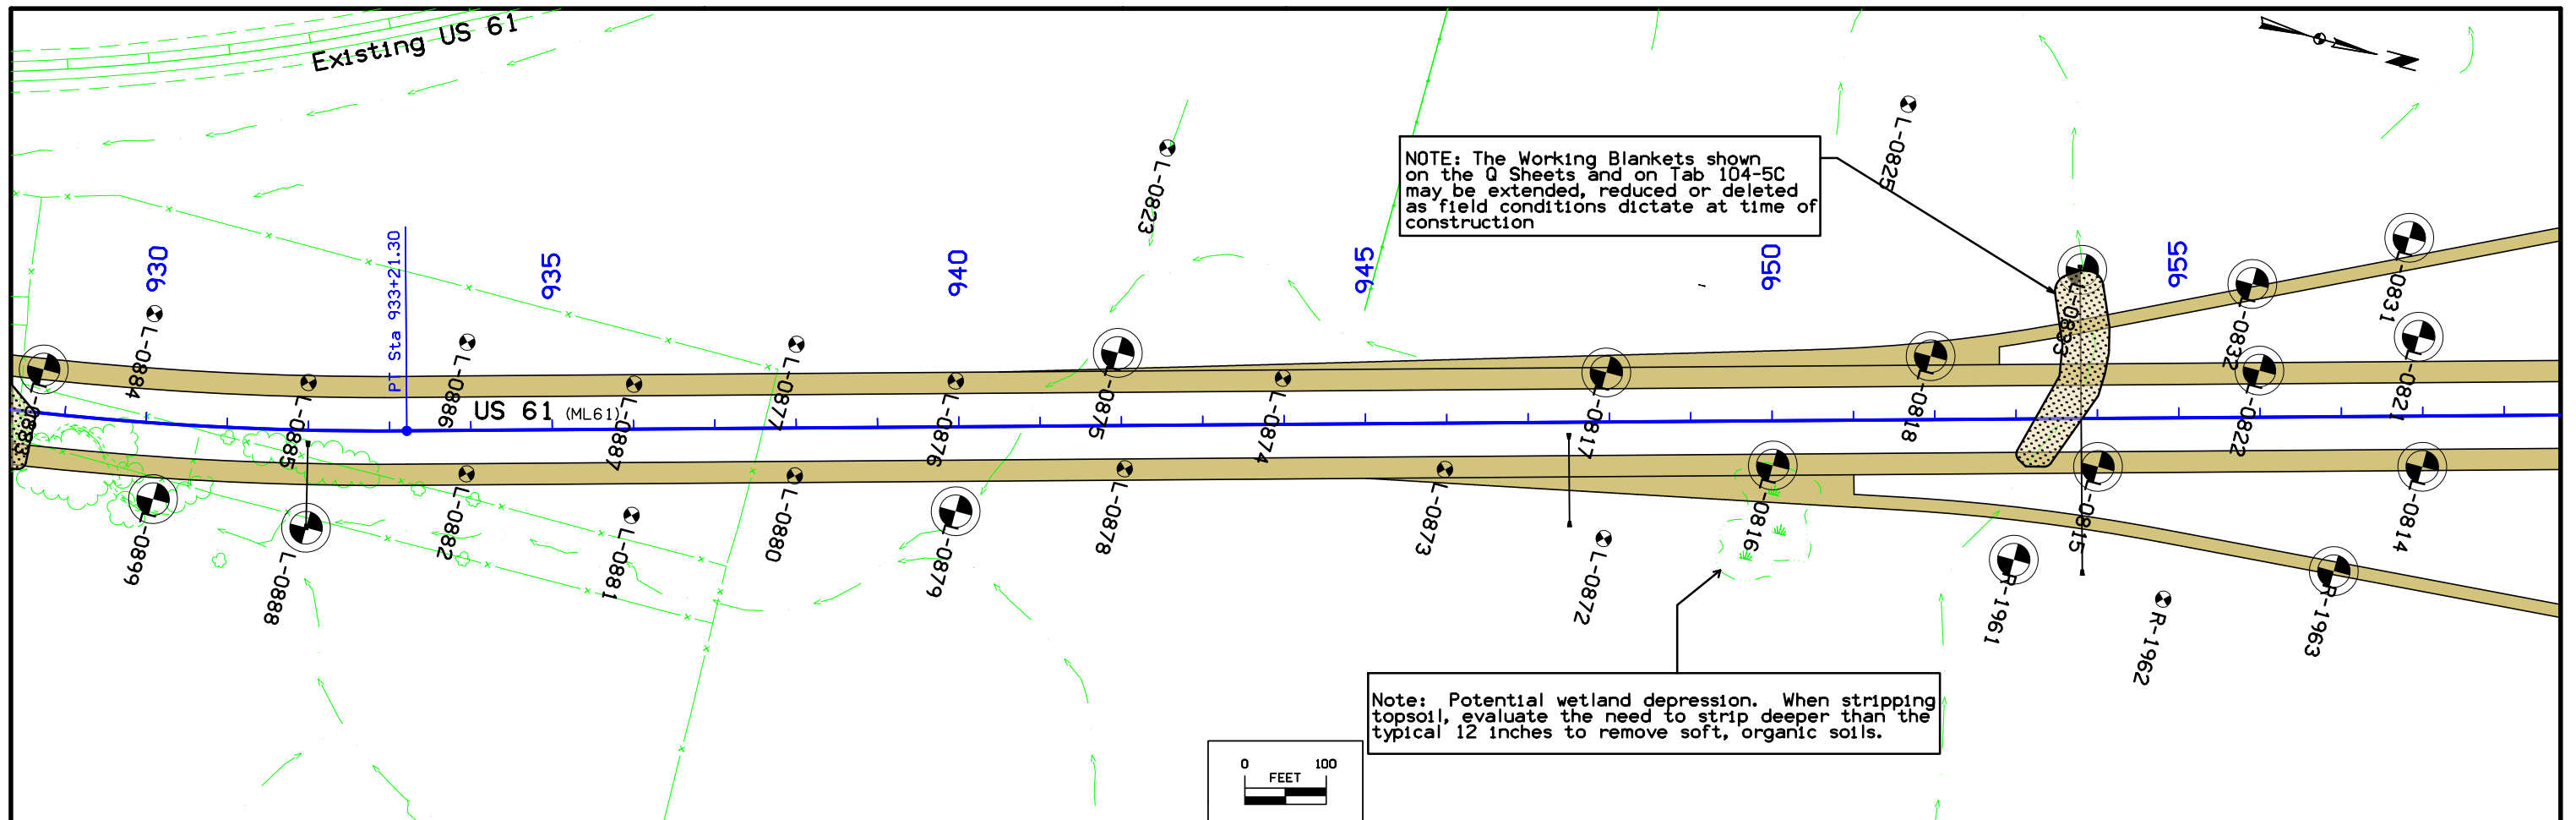 Existing US 61
N
NOTE: The Working Blankets shown
on the Q Sheets and on Tab 104-5C
may be extended, reduced or deleted
as field conditions dictate at time of
construction
L-0825
L-0823
930
PT Sta 933+21.30
935
940
945
950
955
L-0831
L-0832
L-0833
L-0884
L-0883
L-0885
L-0886
US 61 (ML61)
L-0887
L-0877
L-0876
L-0875
L-0874
L-0817
L-0818
L-0822
L-0821
L-0899
L-0888
L-0882
L-0881
L-0880
L-0879
L-0878
L-0873
L-0872
L-0816
L-0815
L-0814
R-1961
R-1962
R-1963
Note: Potential wetland depression. When stripping
topsoil, evaluate the need to strip deeper than the
typical 12 inches to remove soft, organic soils.
0 100
FEET